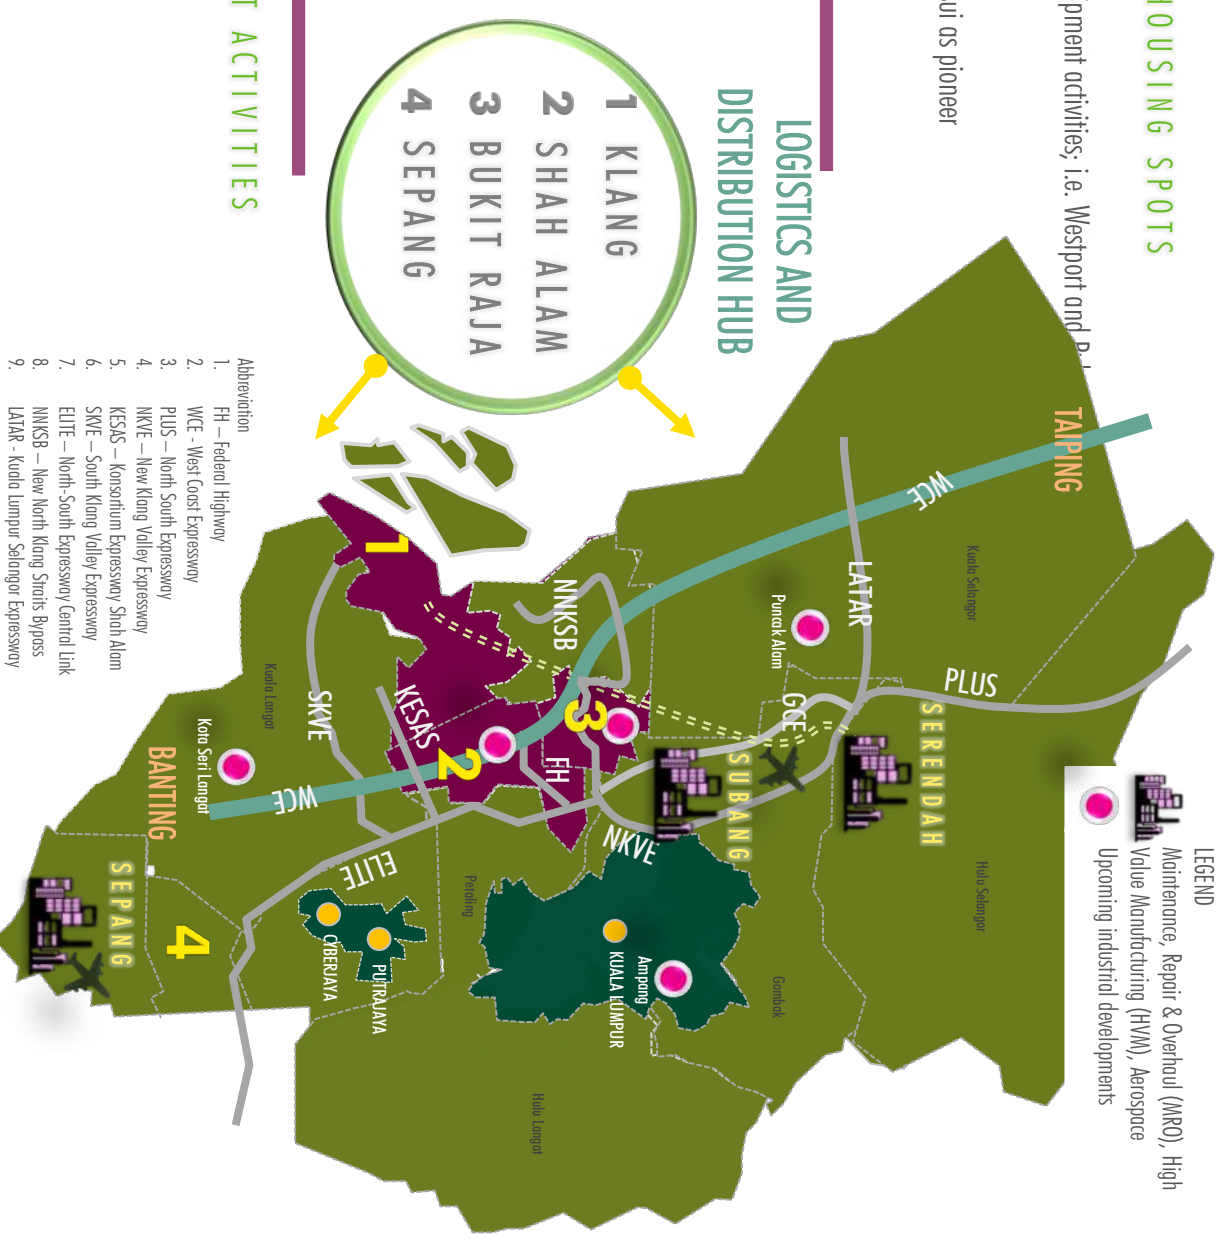 HOUSING SPOTS
pment activities; i.e. Westport and
ui as pioneer
LOGISTICS AND
DISTRIBUTION HUB
1 KLANG
2 SHAH ALAM
3 BUKIT RAJA
4 SEPANG
T ACTIVITIES
LEGEND
Maintenance, Repair & Overhaul (MRO), High
Value Manufacturing (HVM), Aerospace
Upcoming industrial developments
TAIPING
WCE
Kuala Selangor
LATAR
Puncak Alam
PLUS
GCE
SERENDAH
Hulu Selangor
NNKSB
3
SUBANG
FH
NKVE
1
KESAS
2
SKVE
Kuala Langat
Kota Seri Langat
WCE
BANTING
ELITE
Petaling
Gombak
Ampang
KUALA LUMPUR
PUTRAJAYA
CYBERJAYA
Hulu Langat
4
SEPANG
Abbreviation
1. FH – Federal Highway
2. WCE - West Coast Expressway
3. PLUS – North South Expressway
4. NKVE – New Klang Valley Expressway
5. KESAS – Konsortium Expressway Shah Alam
6. SKVE – South Klang Valley Expressway
7. ELITE – North-South Expressway Central Link
8. NNKSB – New North Klang Straits Bypass
9. LATAR - Kuala Lumpur Selangor Expressway